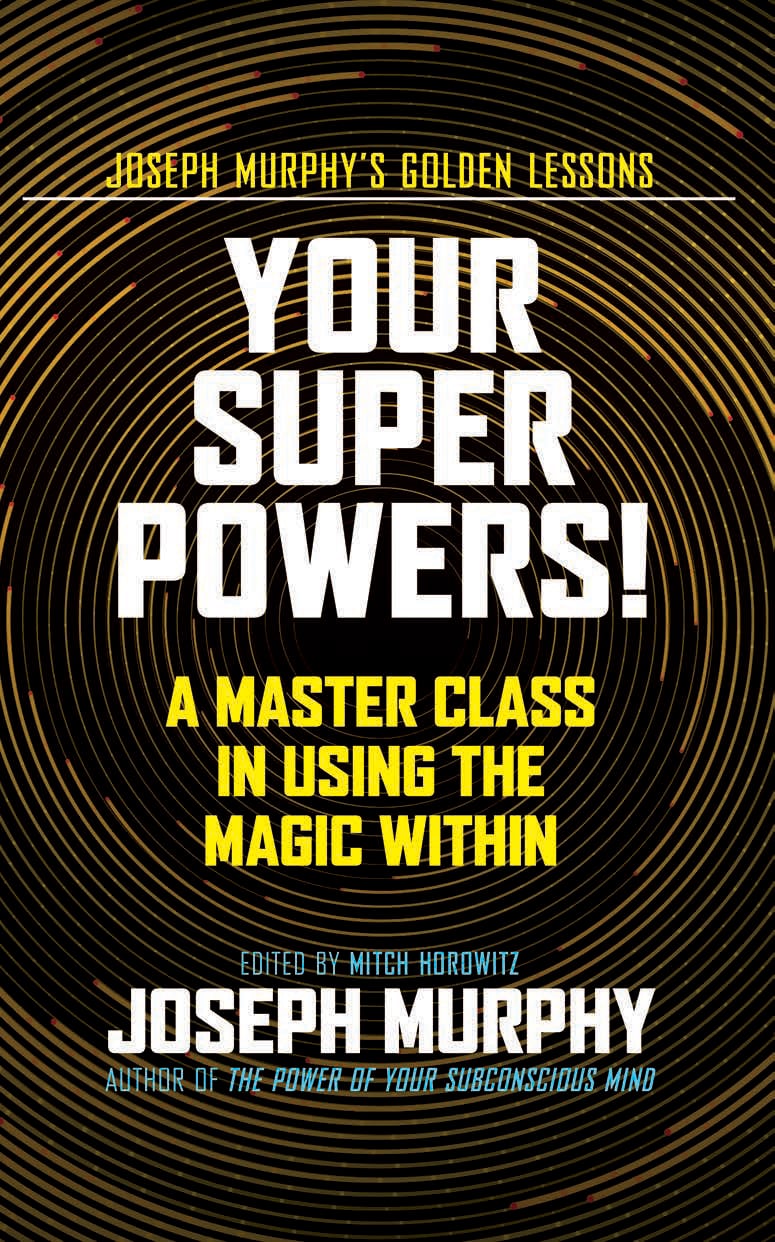 JOSEPH MURPHY'S GOLDEN LESSONS
YOUR
SUPER
POWERS!
A MASTER CLASS
IN USING THE
MAGIC WITHIN
EDITED BY MITCH HOROWITZ
JOSEPH MURPHY
AUTHOR OF THE POWER OF YOUR SUBCONSCIOUS MIND